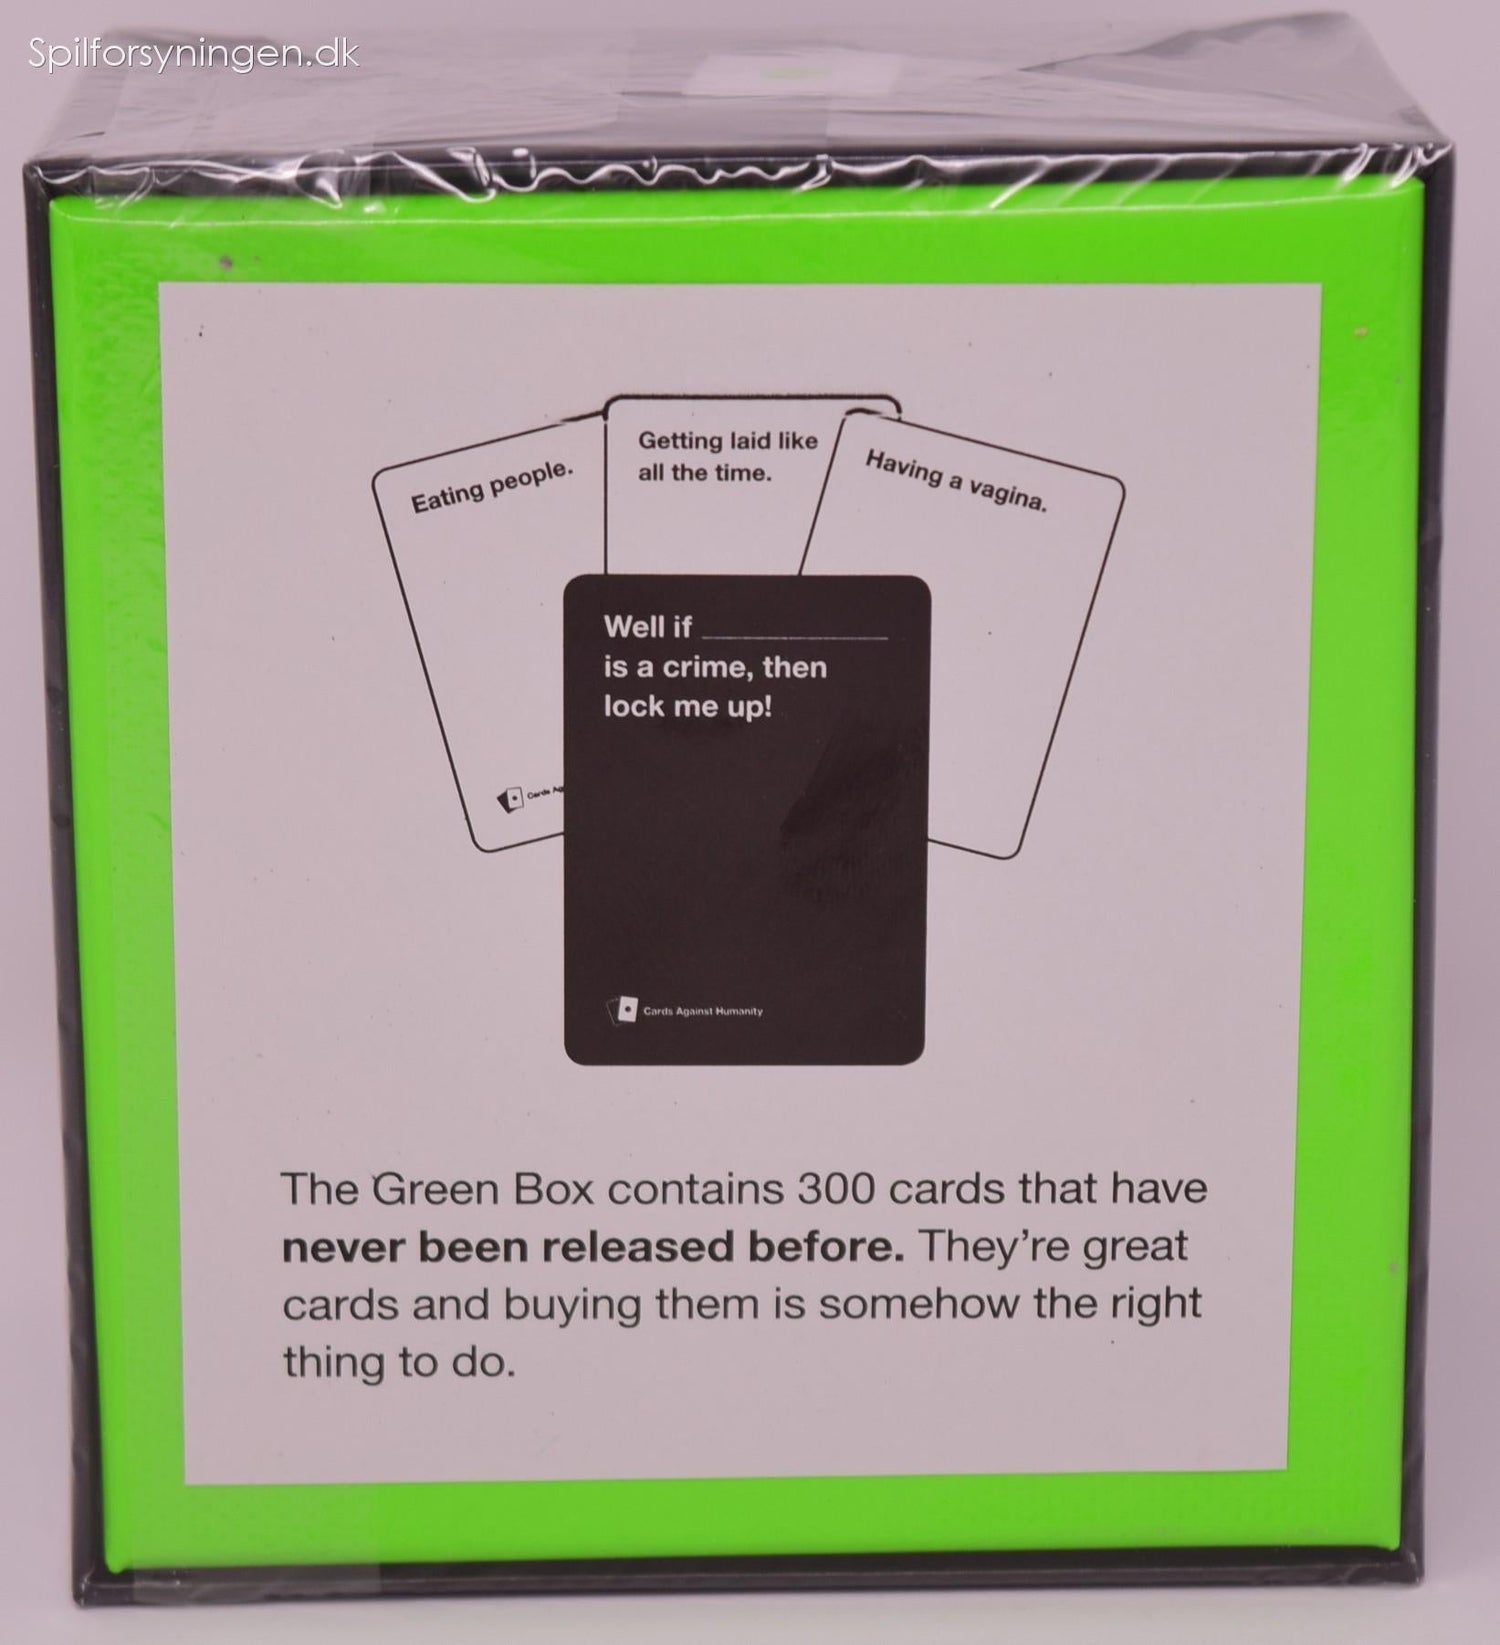 Spilforsyningen.dk
Eating people.
Getting laid like
all the time.
Having a vagina.
Well if ____________
is a crime, then
lock me up!
Cards
Cards Against Humanity
The Green Box contains 300 cards that have
never been released before. They're great
cards and buying them is somehow the right
thing to do.